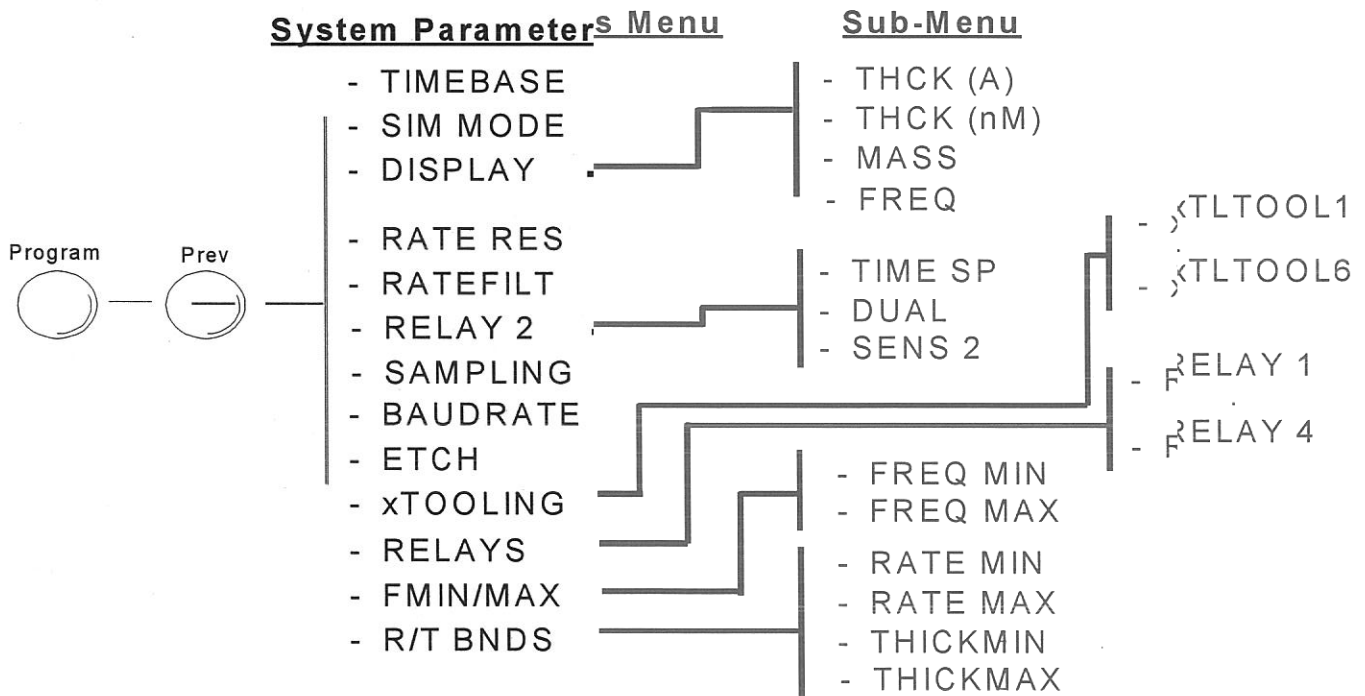 System Parameters Menu
Sub-Menu
Program
Prev
- TIMEBASE
- SIM MODE
- DISPLAY
- RATE RES
- RATEFILT
- RELAY 2
- SAMPLING
- BAUDRATE
- ETCH
- xTOOLING
- RELAYS
- FMIN/MAX
- R/T BNDS
- THCK (A)
- THCK (nM)
- MASS
- FREQ
- TIME SP
- DUAL
- SENS 2
- FREQ MIN
- FREQ MAX
- RATE MIN
- RATE MAX
- THICKMIN
- THICKMAX
- xTLTOOL1
- xTLTOOL6
- RELAY 1
- RELAY 4